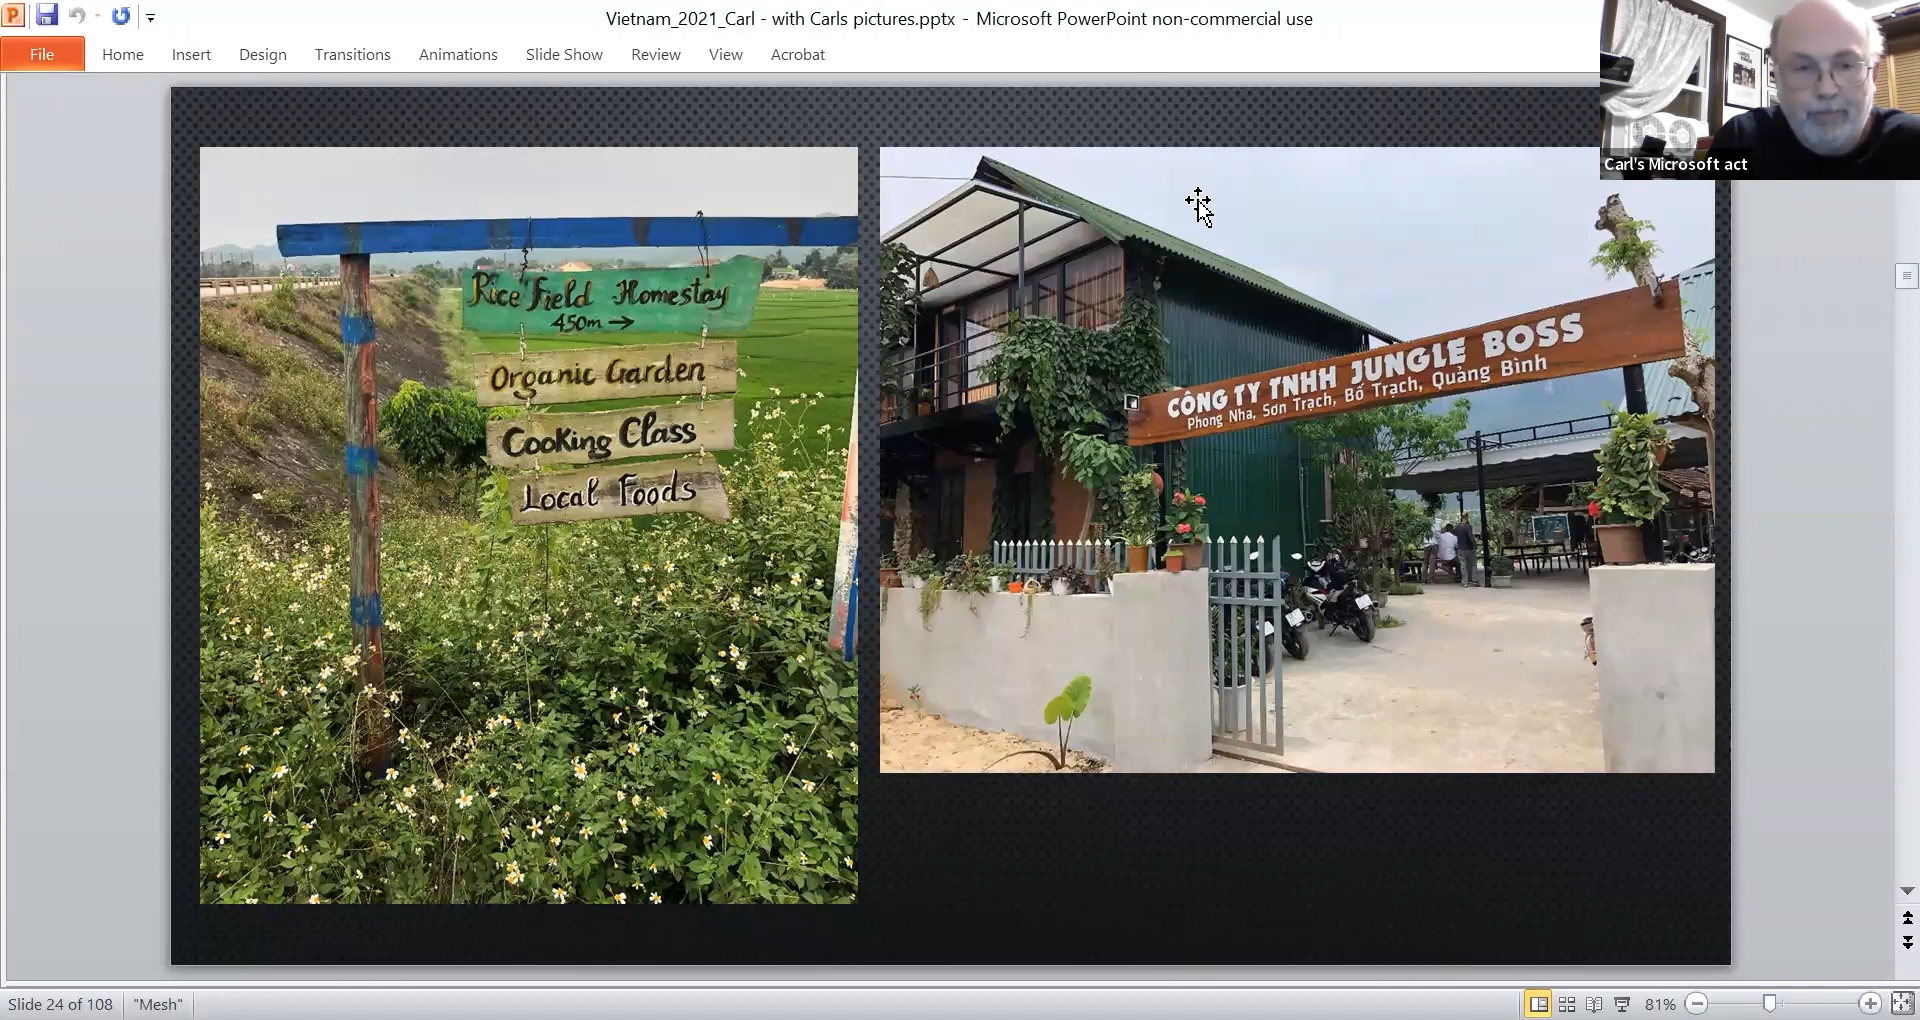 Vietnam_2021_Carl - with Carls pictures.pptx - Microsoft PowerPoint non-commercial use
File Home Insert Design Transitions Animations Slide Show Review View Acrobat
Carl's Microsoft act
Rice Field Homestay
450m →
Organic Garden
Cooking Class
Local Foods
CÔNG TY TNHH JUNGLE BOSS
Phong Nha, Sơn Trạch, Bố Trạch, Quảng Bình
Slide 24 of 108 "Mesh" 81%